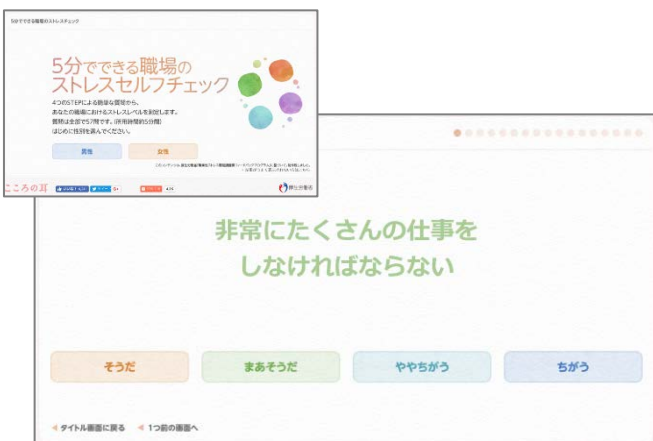 5分でできる職場のストレスチェック
5分でできる職場の
ストレスセルフチェック
4つのSTEPによる簡単な質問から、
あなたの職場におけるストレスレベルを測定します。
質問は全部で57問です。(所用時間約5分間)
はじめに性別を選んでください。
男性
女性
こころの耳
厚生労働省
非常にたくさんの仕事を
しなければならない
そうだ
まあそうだ
ややちがう
ちがう
タイトル画面に戻る
1つ前の画面へ